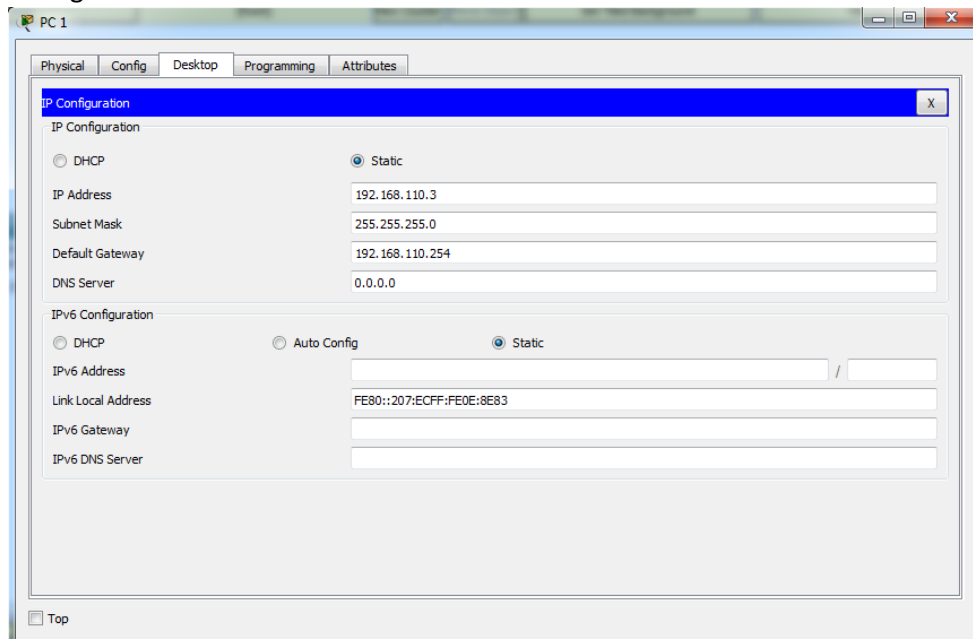 PC 1
Physical Config Desktop Programming Attributes
IP Configuration X
IP Configuration
DHCP Static
IP Address 192.168.110.3
Subnet Mask 255.255.255.0
Default Gateway 192.168.110.254
DNS Server 0.0.0.0
IPv6 Configuration
DHCP Auto Config Static
IPv6 Address /
Link Local Address FE80::207:ECFF:FE0E:8E83
IPv6 Gateway
IPv6 DNS Server
Top